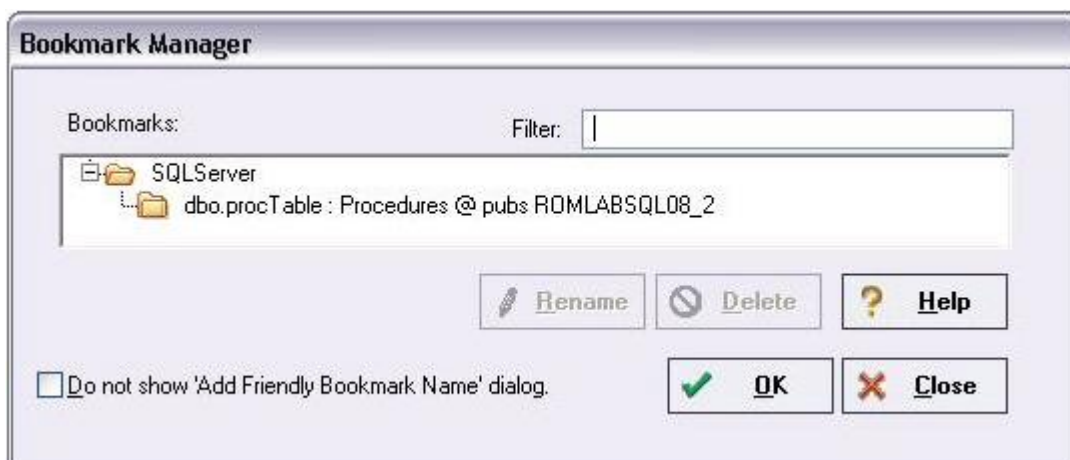 Bookmark Manager
Bookmarks: Filter:
SQLServer
dbo.procTable : Procedures @ pubs ROMLABSQL08_2
Rename Delete Help
Do not show 'Add Friendly Bookmark Name' dialog. OK Close